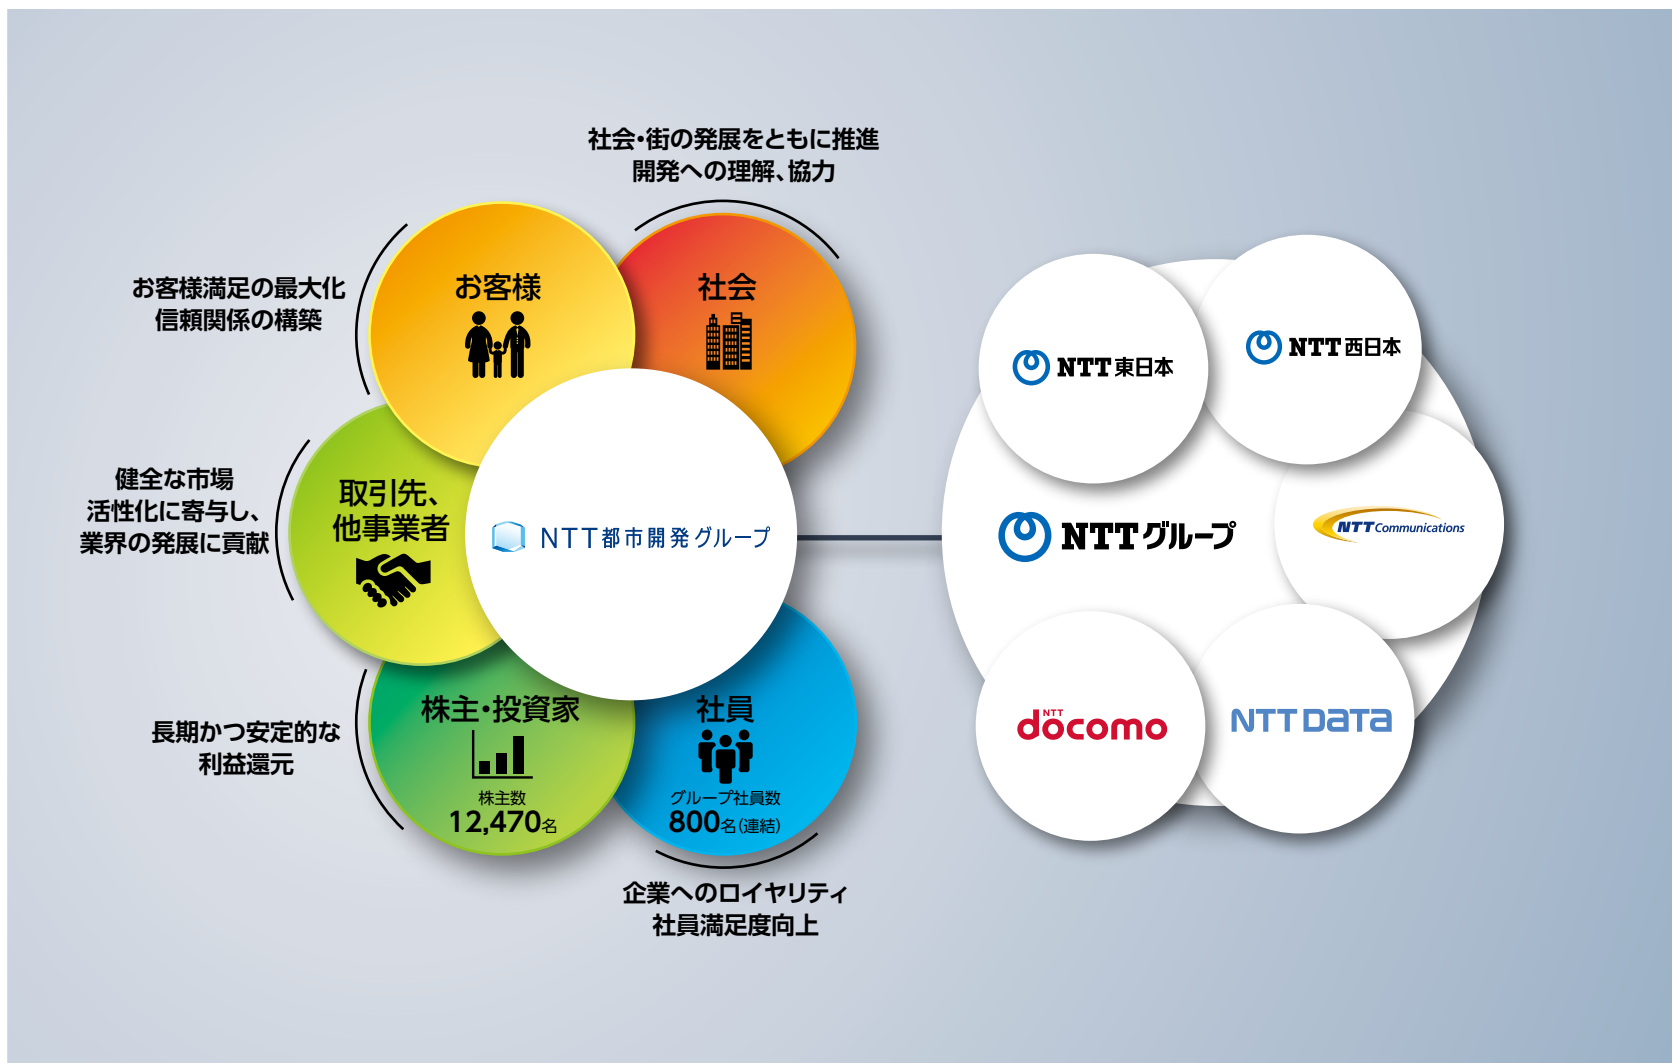 社会・街の発展をともに推進
開発への理解、協力
お客様満足の最大化
信頼関係の構築
お客様
社会
健全な市場
活性化に寄与し、
業界の発展に貢献
取引先、
他事業者
NTT都市開発グループ
長期かつ安定的な
利益還元
株主・投資家
株主数
12,470名
社員
グループ社員数
800名(連結)
企業へのロイヤリティ
社員満足度向上
NTT東日本
NTT西日本
NTTグループ
NTT Communications
NTT
döcomo
NTT DATA